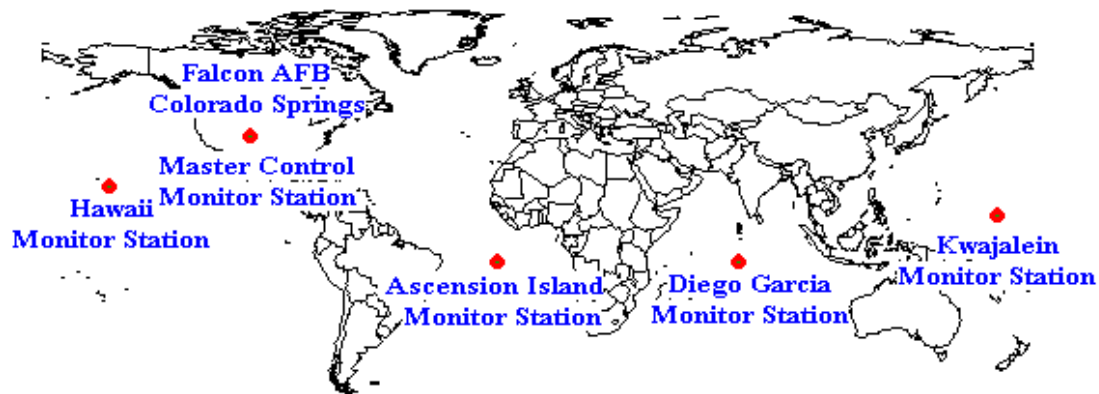 Falcon AFB
Colorado Springs
Master Control
Monitor Station
Hawaii
Monitor Station
Ascension Island
Monitor Station
Diego Garcia
Monitor Station
Kwajalein
Monitor Station